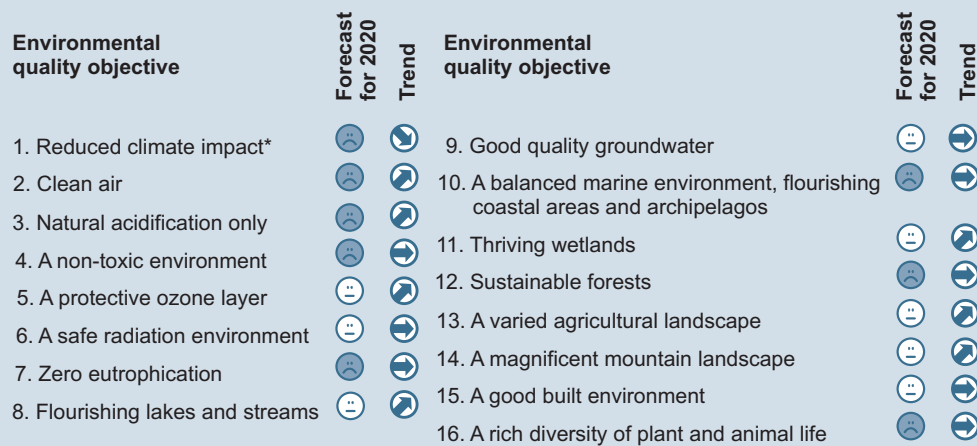 Environmental
quality objective
Forecast
for 2020
Trend
1. Reduced climate impact*
2. Clean air
3. Natural acidification only
4. A non-toxic environment
5. A protective ozone layer
6. A safe radiation environment
7. Zero eutrophication
8. Flourishing lakes and streams
Environmental
quality objective
Forecast
for 2020
Trend
9. Good quality groundwater
10. A balanced marine environment, flourishing
coastal areas and archipelagos
11. Thriving wetlands
12. Sustainable forests
13. A varied agricultural landscape
14. A magnificent mountain landscape
15. A good built environment
16. A rich diversity of plant and animal life